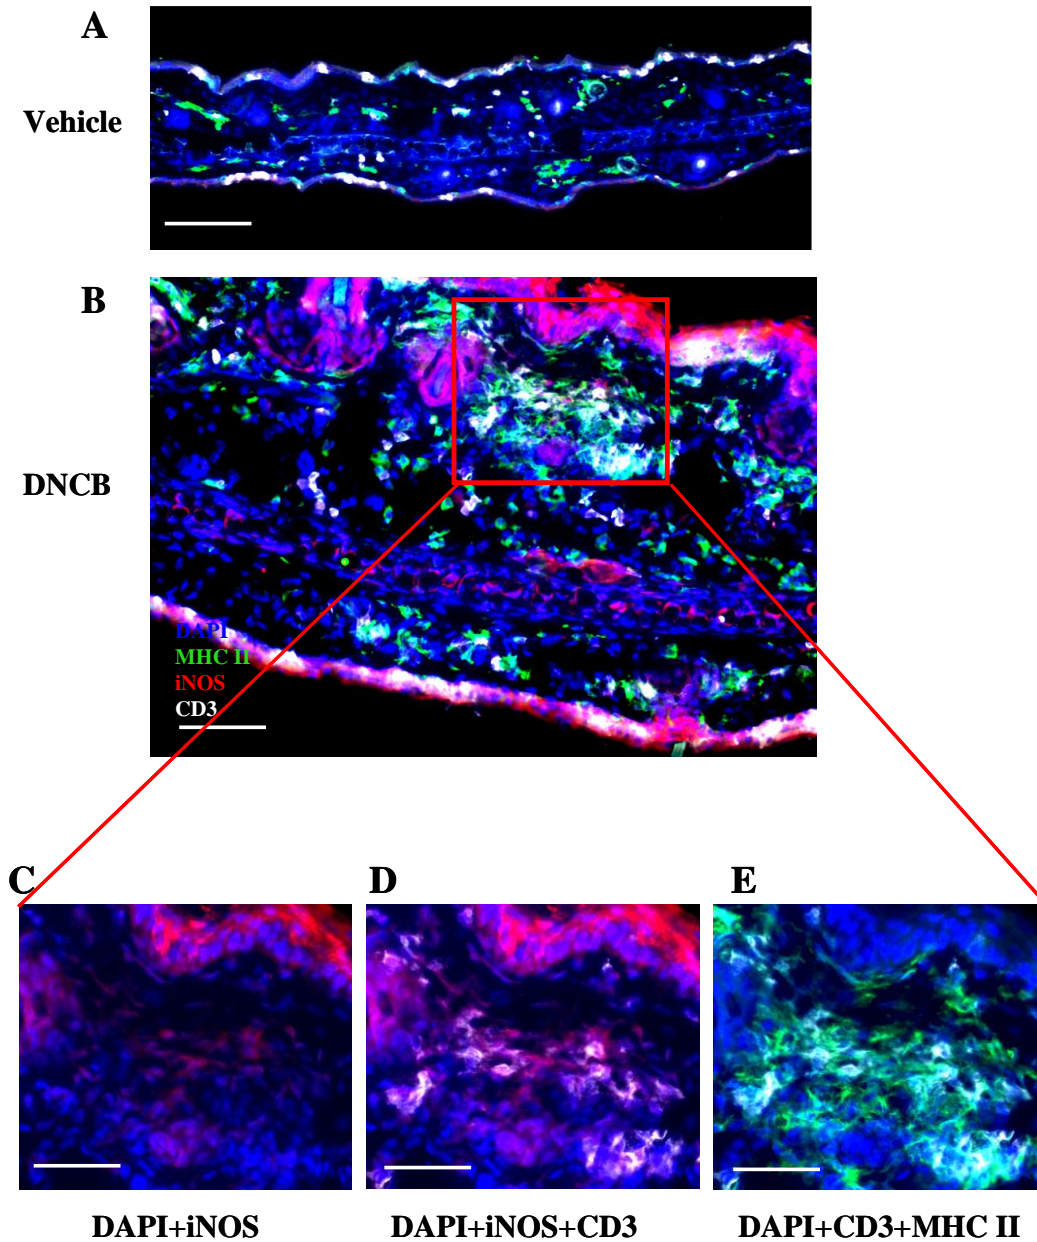 A
Vehicle
B
DNCB
DAPI
MHC II
iNOS
CD3
C
D
E
DAPI+iNOS
DAPI+iNOS+CD3
DAPI+CD3+MHC II